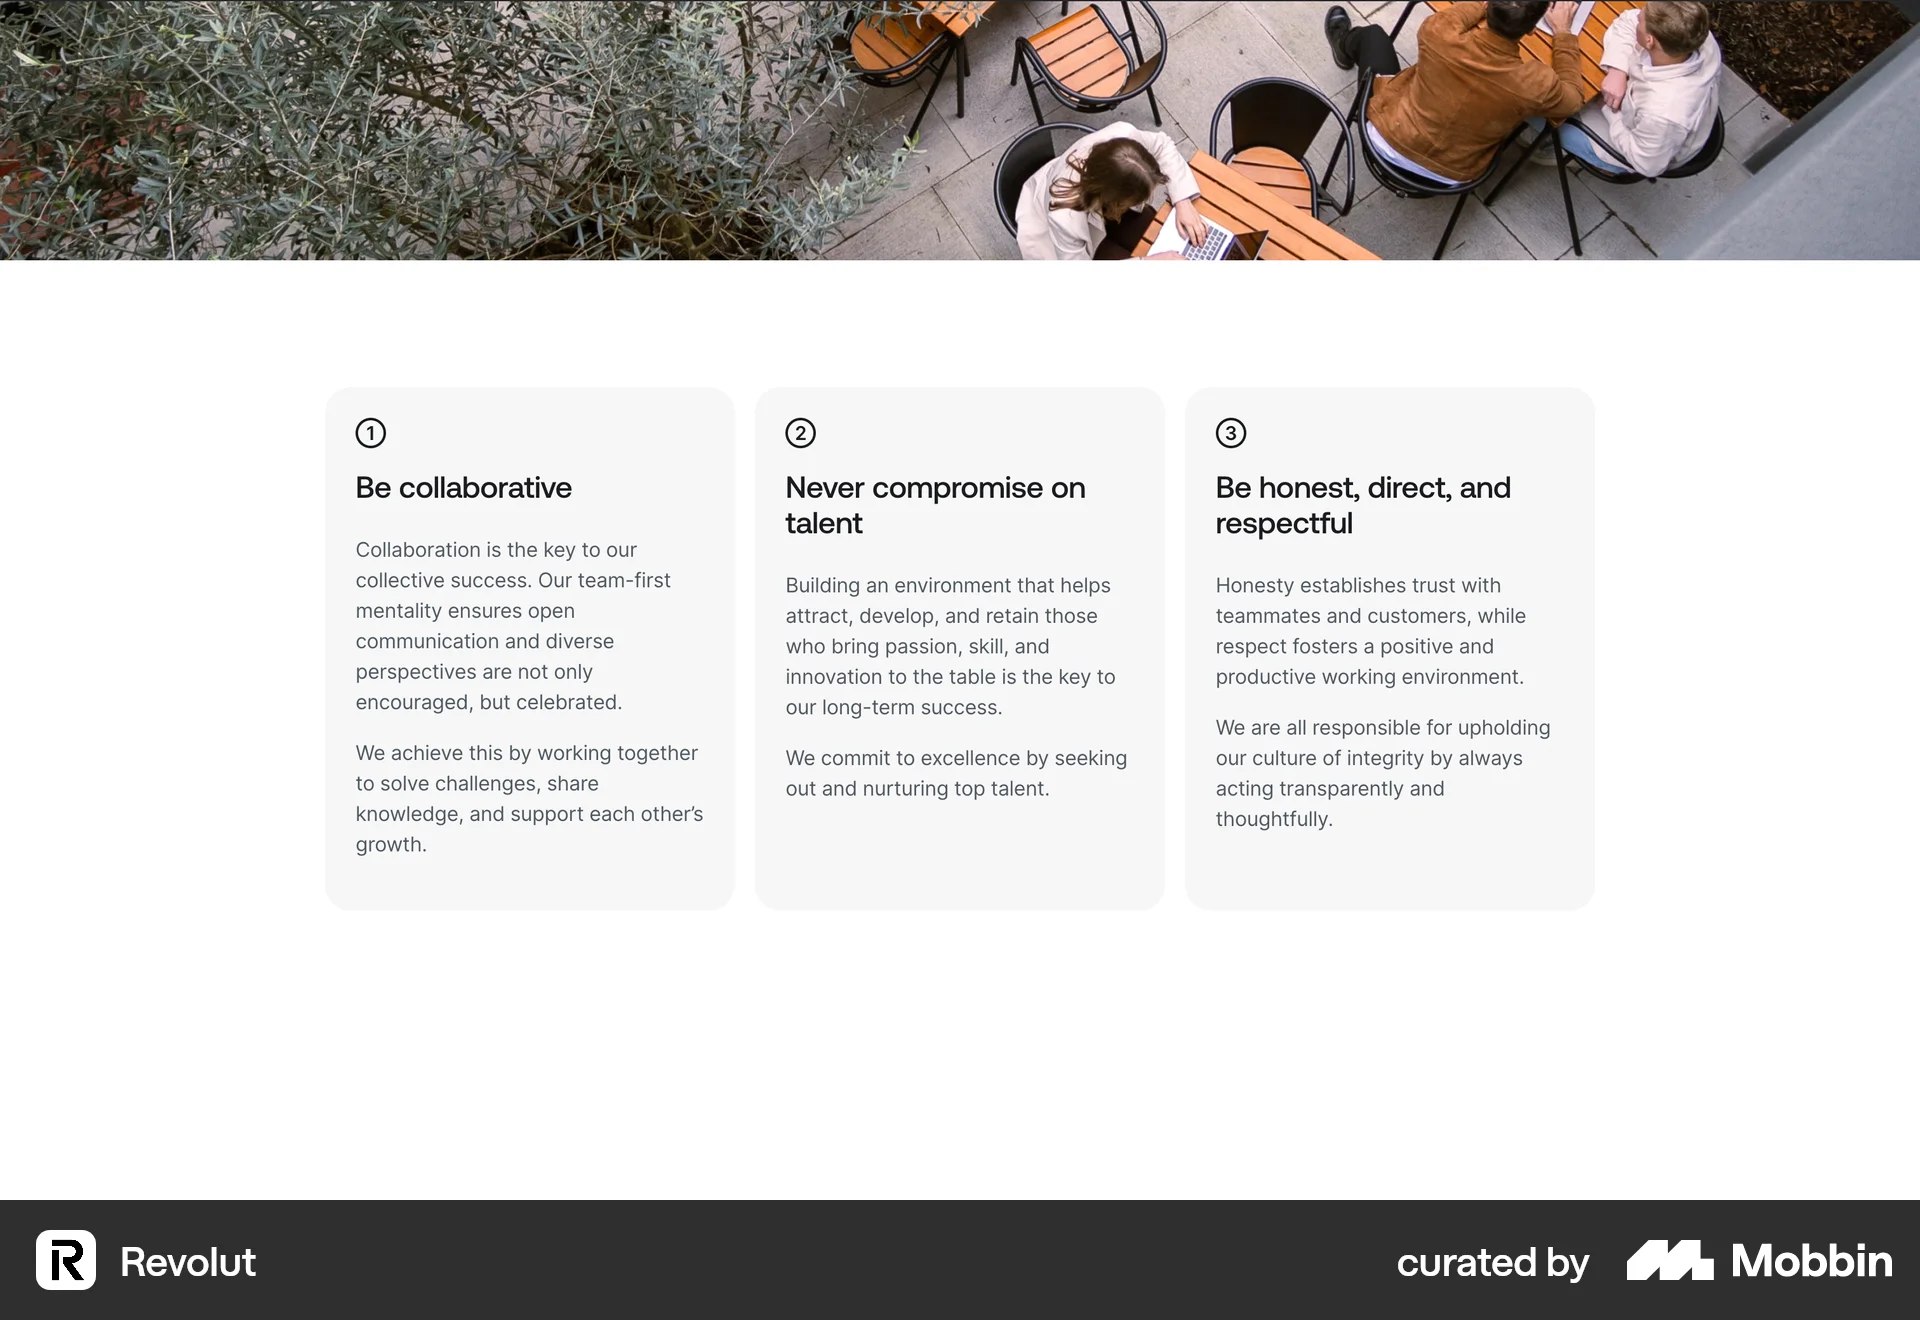 1
Be collaborative
Collaboration is the key to our
collective success. Our team-first
mentality ensures open
communication and diverse
perspectives are not only
encouraged, but celebrated.
We achieve this by working together
to solve challenges, share
knowledge, and support each other’s
growth.
2
Never compromise on
talent
Building an environment that helps
attract, develop, and retain those
who bring passion, skill, and
innovation to the table is the key to
our long-term success.
We commit to excellence by seeking
out and nurturing top talent.
3
Be honest, direct, and
respectful
Honesty establishes trust with
teammates and customers, while
respect fosters a positive and
productive working environment.
We are all responsible for upholding
our culture of integrity by always
acting transparently and
thoughtfully.
R Revolut
curated by Mobbin